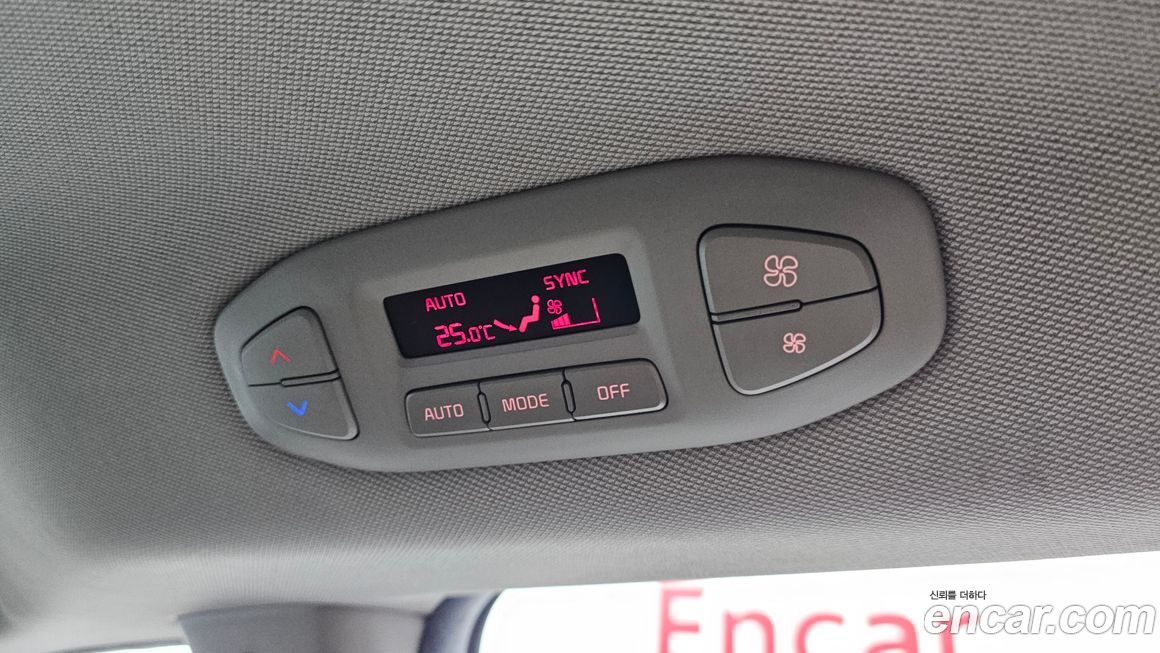 SYNC
AUTO
25.0°C
AUTO MODE OFF
Encar
신뢰를 더하다
encar.com